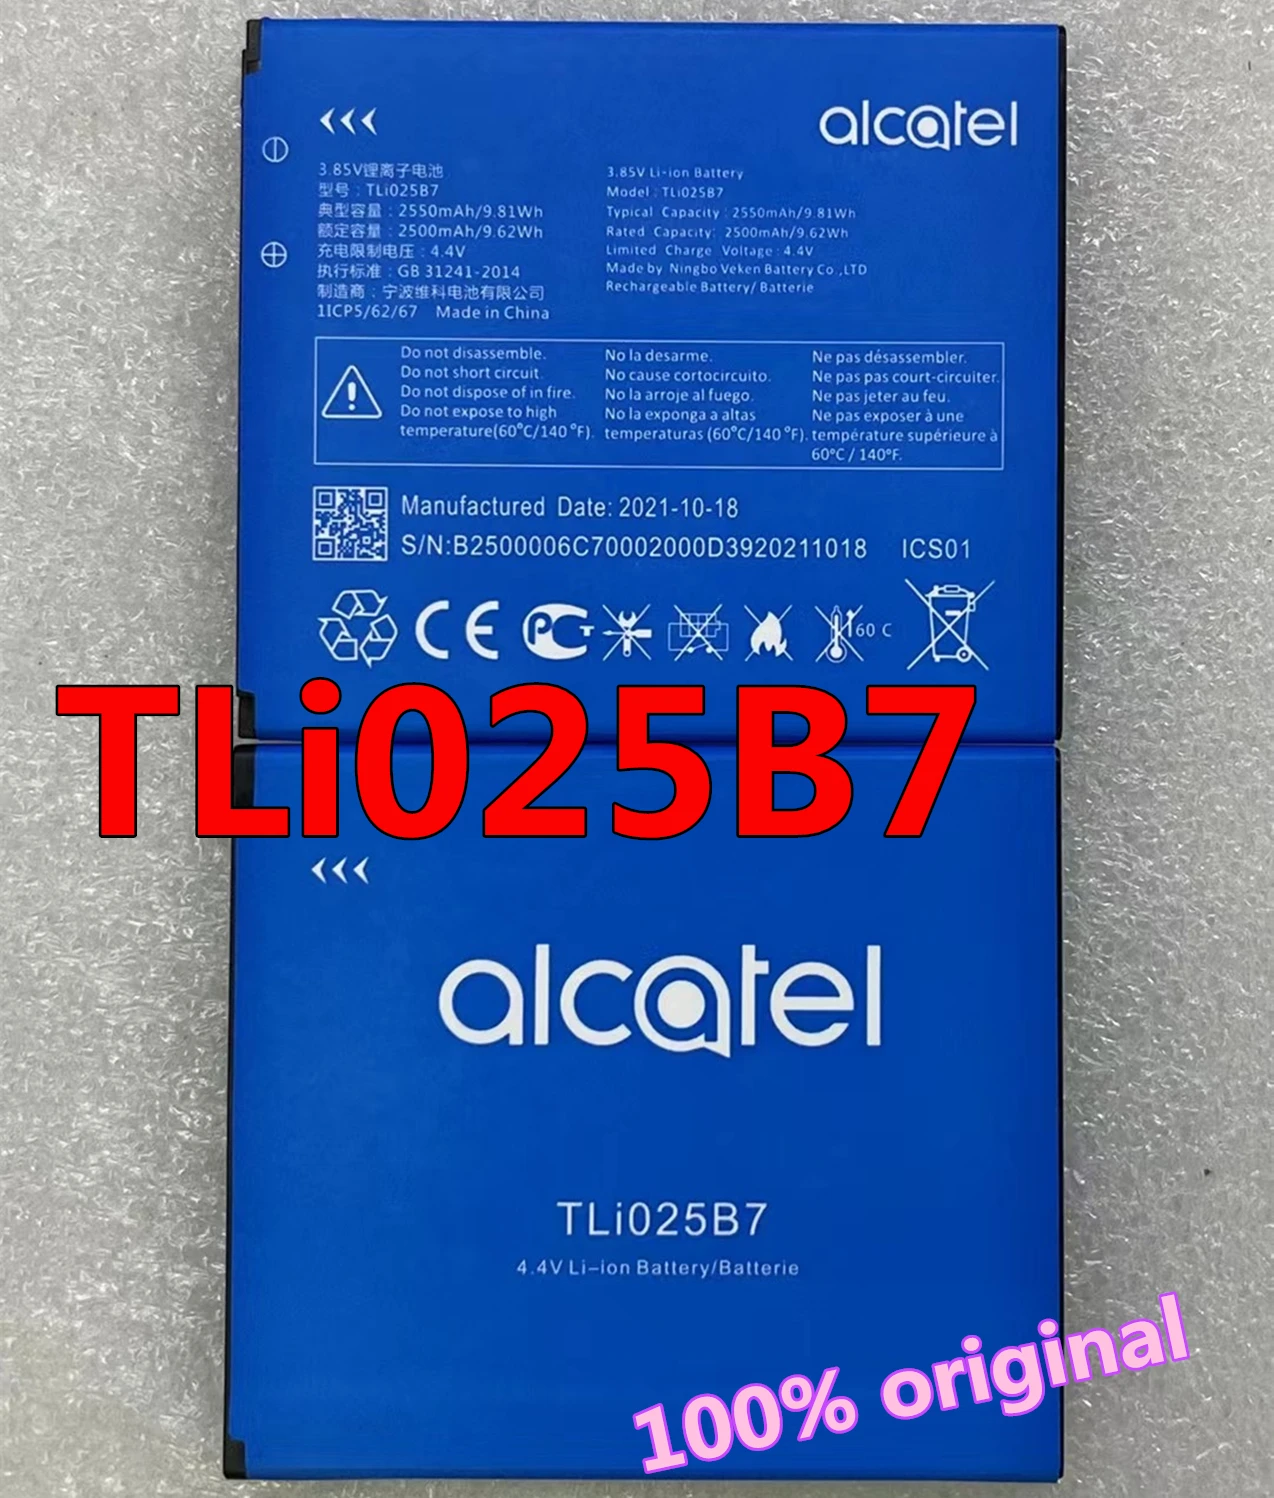 alcatel
3.85V锂离子电池
型号：TLi025B7
典型容量：2550mAh/9.81Wh
额定容量：2500mAh/9.62Wh
充电限制电压：4.4V
执行标准：GB 31241-2014
制造商：宁波维科电池有限公司
1ICP5/62/67 Made in China
3.85V Li-ion Battery
Model : TLi025B7
Typical Capacity : 2550mAh/9.81Wh
Rated Capacity: 2500mAh/9.62Wh
Limited Charge Voltage : 4.4V
Made by Ningbo Veken Battery Co .,LTD
Rechargeable Battery/ Batterie
Do not disassemble.
Do not short circuit.
Do not dispose of in fire.
Do not expose to high
temperature(60°C/140 °F).
No la desarme.
No cause cortocircuito.
No la arroje al fuego.
No la exponga a altas
temperaturas (60°C/140 °F).
Ne pas désassembler.
Ne pas pas court-circuiter.
Ne pas jeter au feu.
Ne pas exposer à une
température supérieure à
60°C / 140°F.
Manufactured Date: 2021-10-18
S/N:B2500006C70002000D3920211018 ICS01
CE PCT 60 C
TLi025B7
alcatel
TLi025B7
4.4V Li-ion Battery/Batterie
100% original